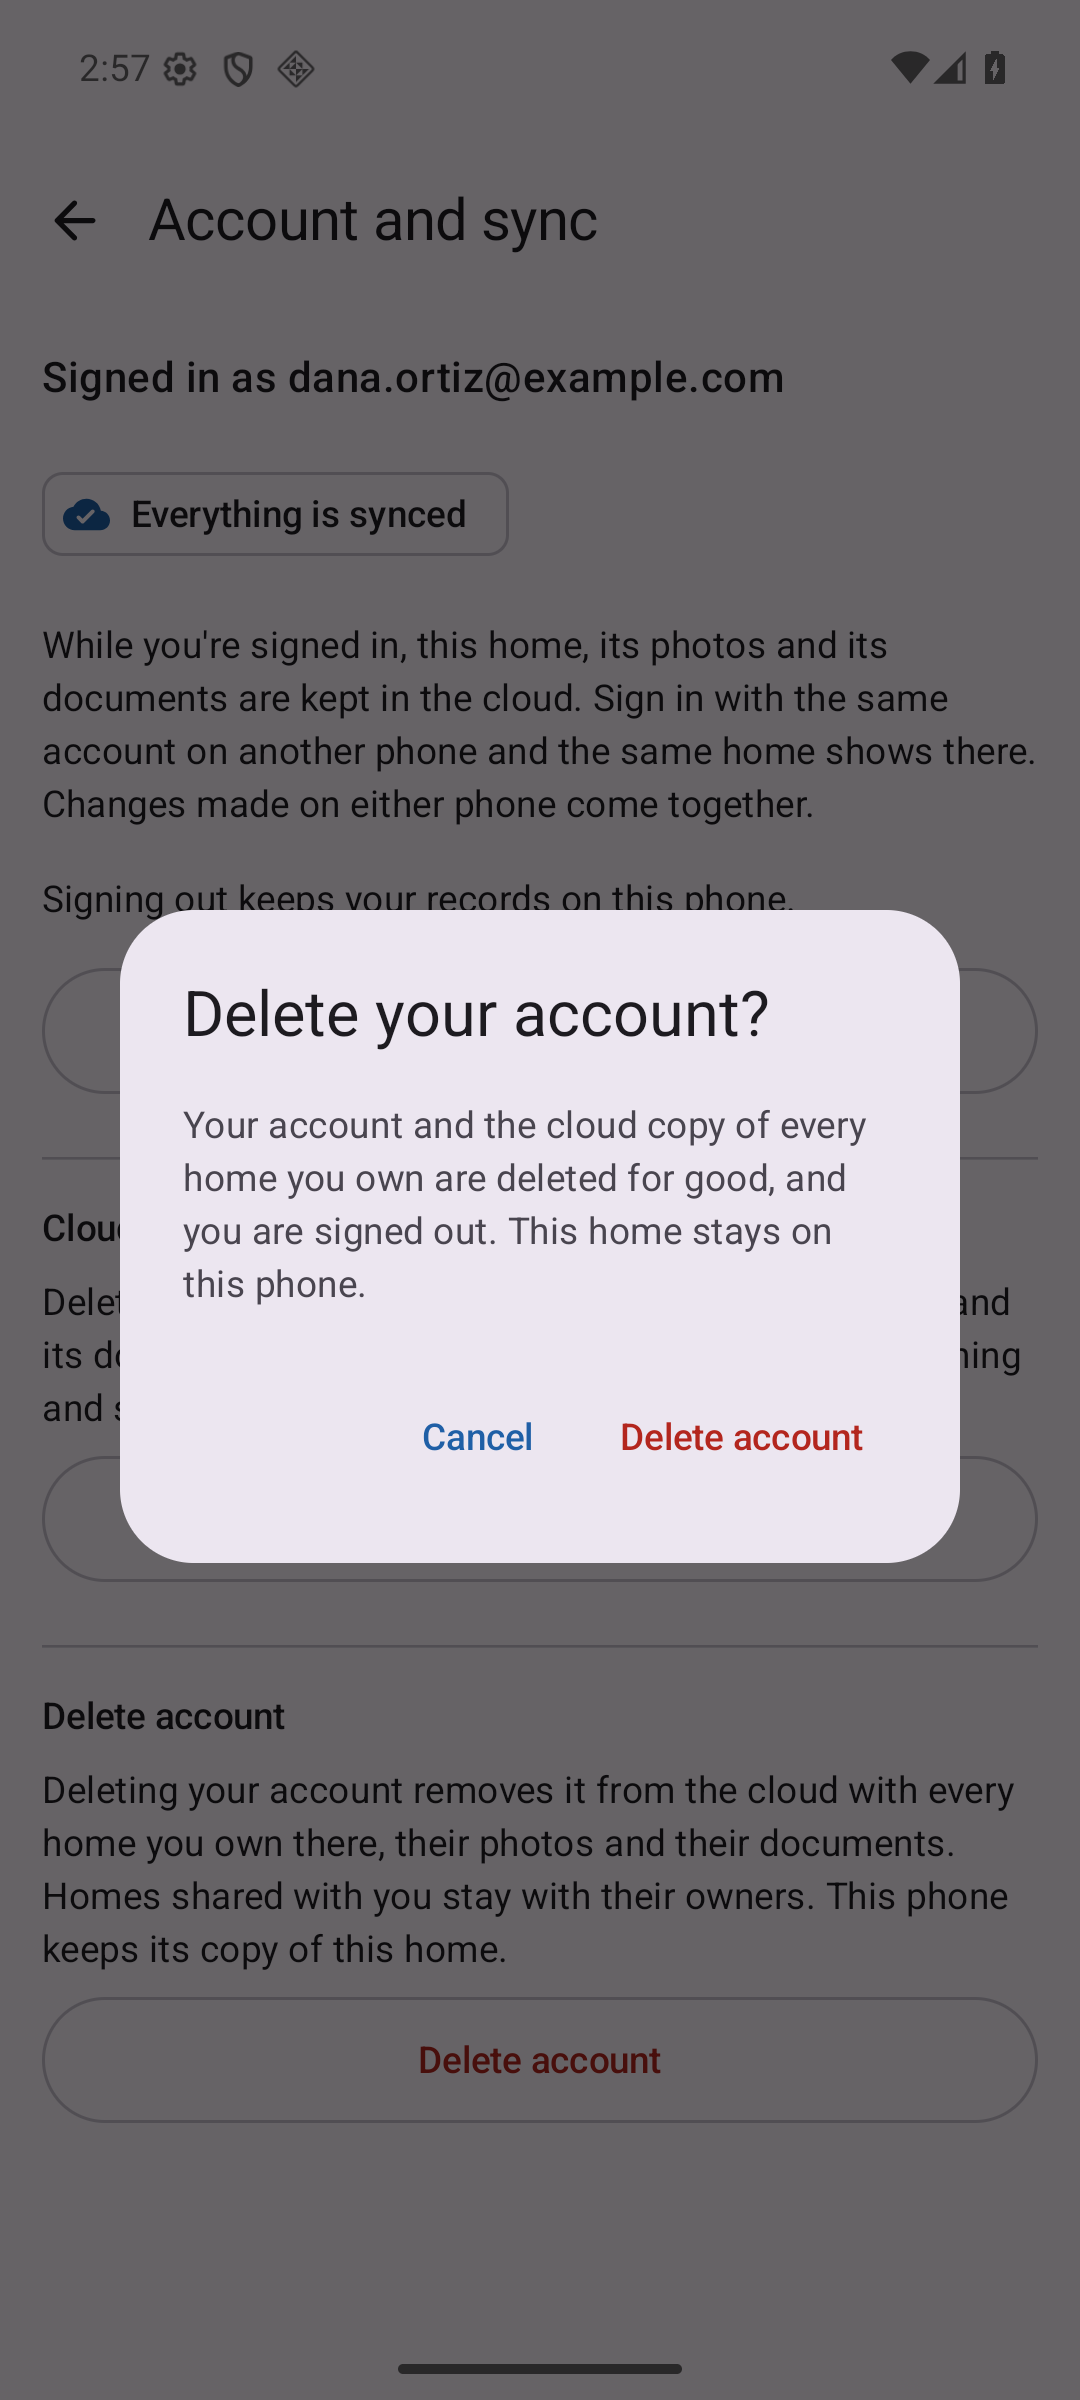 2:57
Account and sync
Signed in as dana.ortiz@example.com
Everything is synced
While you're signed in, this home, its photos and its
documents are kept in the cloud. Sign in with the same
account on another phone and the same home shows there.
Changes made on either phone come together.
Signing out keeps your records on this phone.
Delete your account?
Your account and the cloud copy of every
home you own are deleted for good, and
you are signed out. This home stays on
this phone.
Cancel
Delete account
and
its
and
Delete account
Deleting your account removes it from the cloud with every
home you own there, their photos and their documents.
Homes shared with you stay with their owners. This phone
keeps its copy of this home.
Delete account